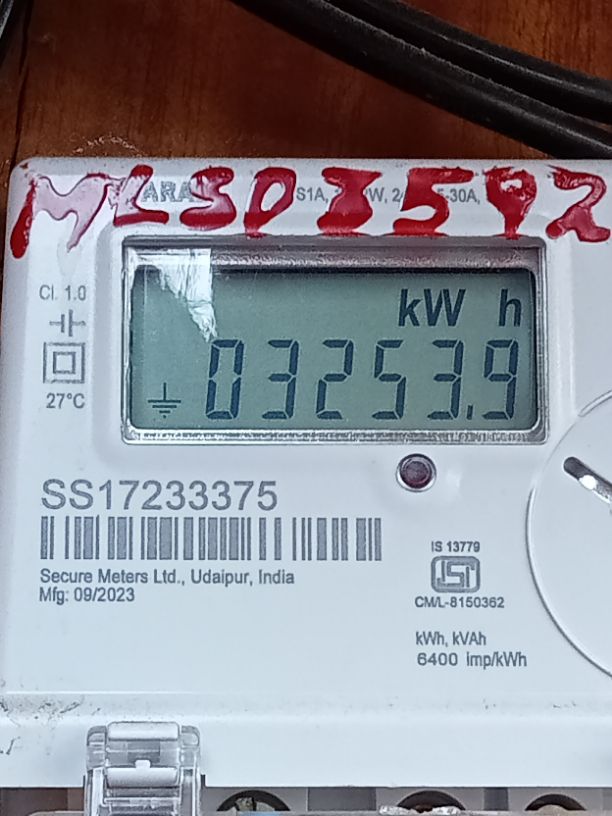 MLS03592
Cl. 1.0
27°C
kW h
03253.9
SS17233375
Secure Meters Ltd., Udaipur, India
Mfg: 09/2023
IS 13779
CM/L-8150362
kWh, kVAh
6400 imp/kWh